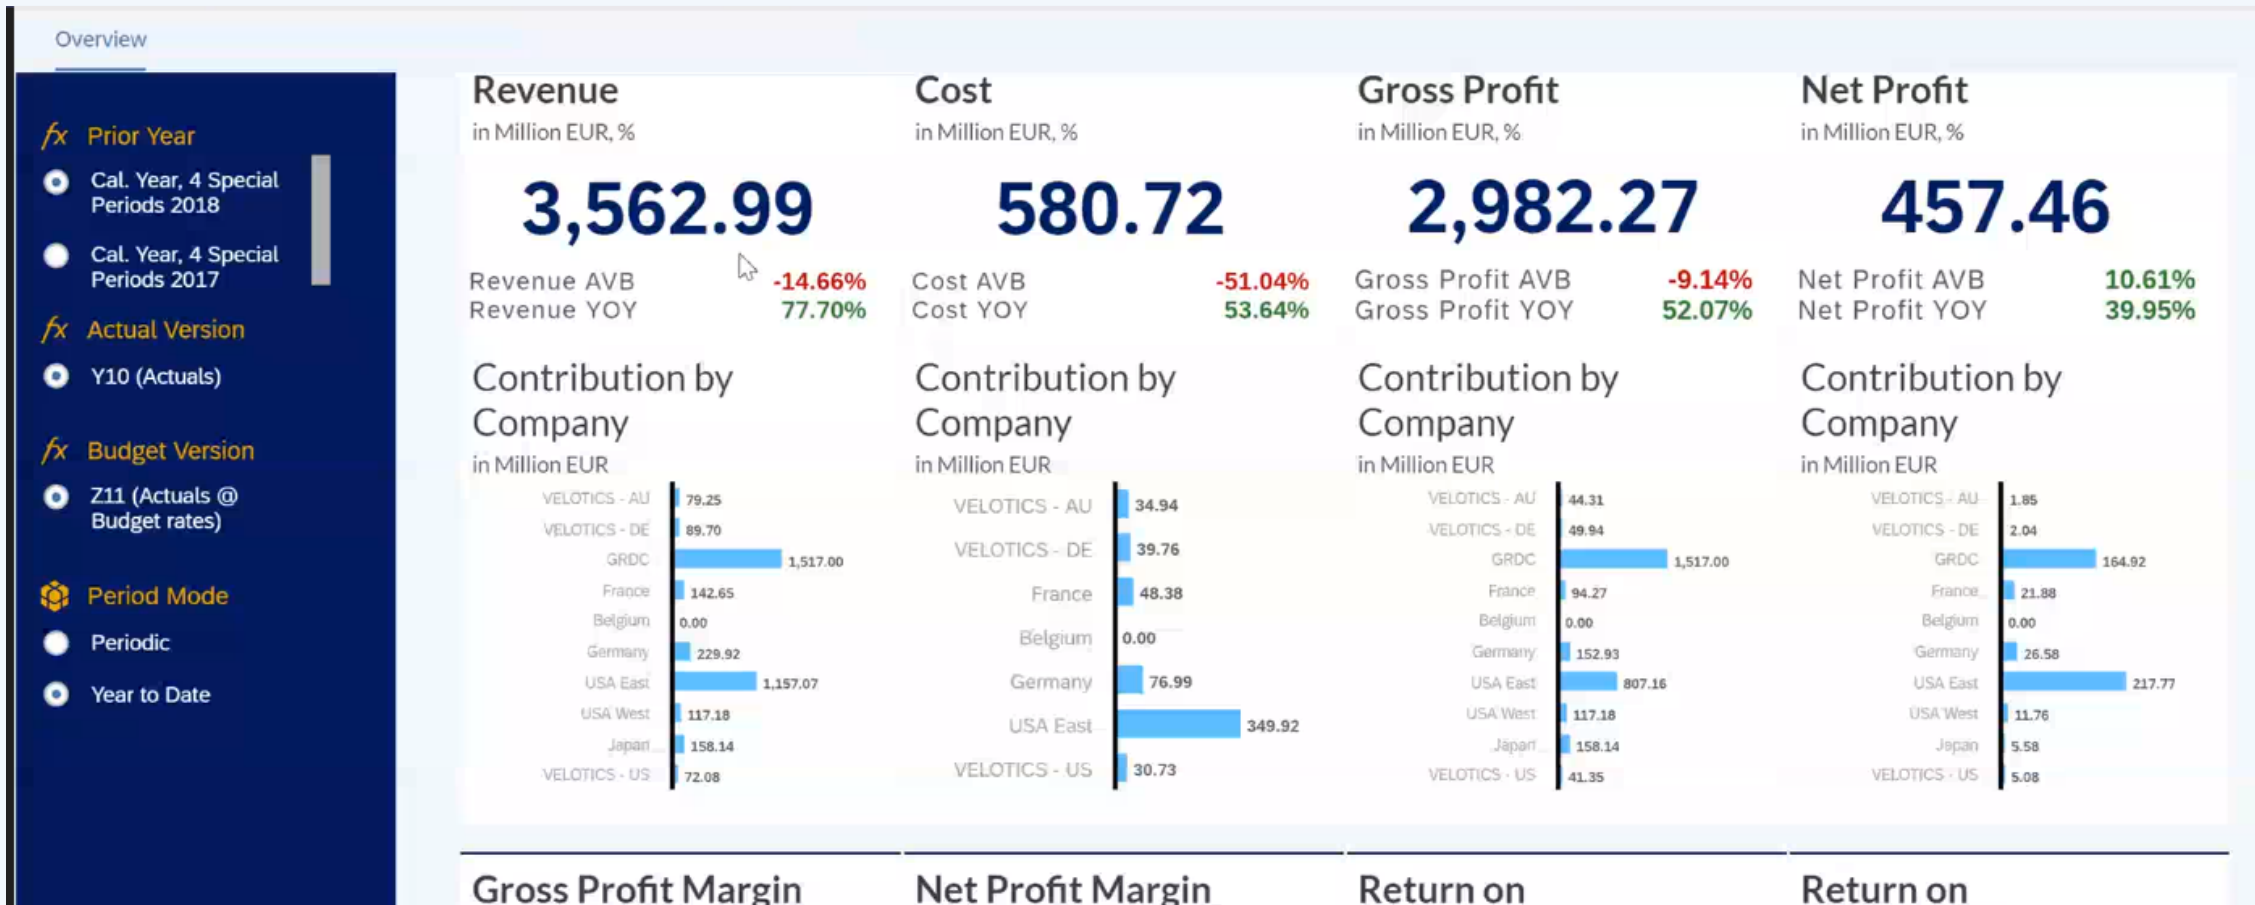 Overview
fx Prior Year
Cal. Year, 4 Special
Periods 2018
Cal. Year, 4 Special
Periods 2017
fx Actual Version
Y10 (Actuals)
fx Budget Version
Z11 (Actuals @
Budget rates)
Period Mode
Periodic
Year to Date
Revenue
in Million EUR, %
3,562.99
Revenue AVB -14.66%
Revenue YOY 77.70%
Contribution by
Company
in Million EUR
VELOTICS - AU 79.25
VELOTICS - DE 89.70
GRDC 1,517.00
France 142.65
Belgium 0.00
Germany 229.92
USA East 1,157.07
USA West 117.18
Japan 158.14
VELOTICS - US 72.08
Cost
in Million EUR, %
580.72
Cost AVB -51.04%
Cost YOY 53.64%
Contribution by
Company
in Million EUR
VELOTICS - AU 34.94
VELOTICS - DE 39.76
France 48.38
Belgium 0.00
Germany 76.99
USA East 349.92
VELOTICS - US 30.73
Gross Profit
in Million EUR, %
2,982.27
Gross Profit AVB -9.14%
Gross Profit YOY 52.07%
Contribution by
Company
in Million EUR
VELOTICS - AU 44.31
VELOTICS - DE 49.94
GRDC 1,517.00
France 94.27
Belgium 0.00
Germany 152.93
USA East 807.16
USA West 117.18
Japan 158.14
VELOTICS - US 41.35
Net Profit
in Million EUR, %
457.46
Net Profit AVB 10.61%
Net Profit YOY 39.95%
Contribution by
Company
in Million EUR
VELOTICS - AU 1.85
VELOTICS - DE 2.04
GRDC 164.92
France 21.88
Belgium 0.00
Germany 26.58
USA East 217.77
USA West 11.76
Japan 5.58
VELOTICS - US 5.08
Gross Profit Margin
Net Profit Margin
Return on
Return on